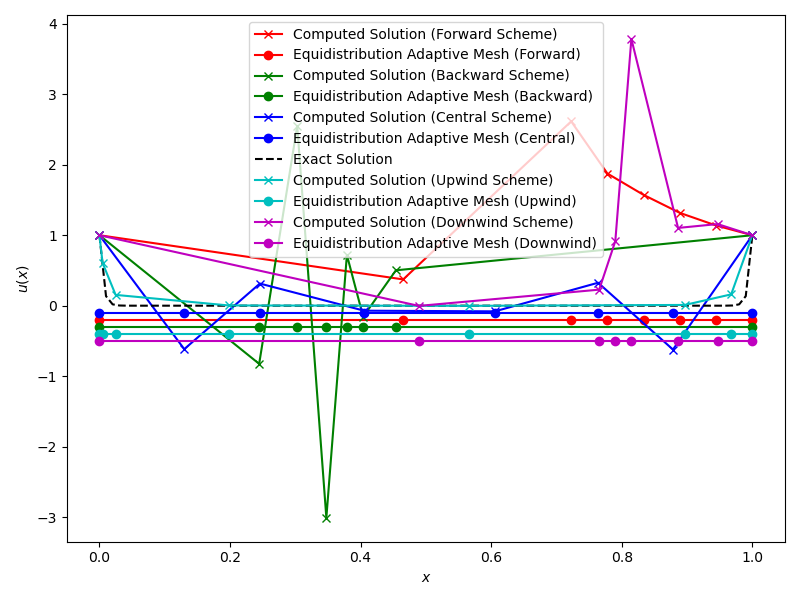 Computed Solution (Forward Scheme)
Equidistribution Adaptive Mesh (Forward)
Computed Solution (Backward Scheme)
Equidistribution Adaptive Mesh (Backward)
Computed Solution (Central Scheme)
Equidistribution Adaptive Mesh (Central)
Exact Solution
Computed Solution (Upwind Scheme)
Equidistribution Adaptive Mesh (Upwind)
Computed Solution (Downwind Scheme)
Equidistribution Adaptive Mesh (Downwind)
4
3
2
1
0
−1
−2
−3
u(x)
0.0 0.2 0.4 0.6 0.8 1.0
x